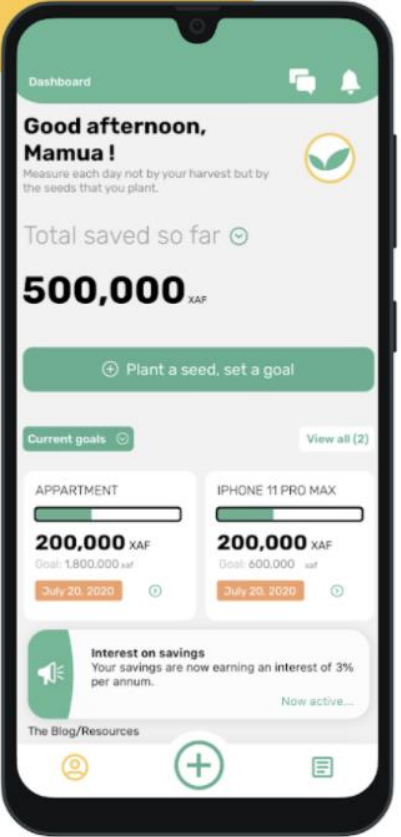 Dashboard
Good afternoon,
Mamua !
Measure each day not by your harvest but by
the seeds that you plant.
Total saved so far
500,000 XAF
Plant a seed, set a goal
Current goals
View all (2)
APPARTMENT
200,000 XAF
Goal: 1,800,000 xaf
July 20, 2020
IPHONE 11 PRO MAX
200,000 XAF
Goal: 600,000 xaf
July 20, 2020
Interest on savings
Your savings are now earning an interest of 3%
per annum.
Now active...
The Blog/Resources